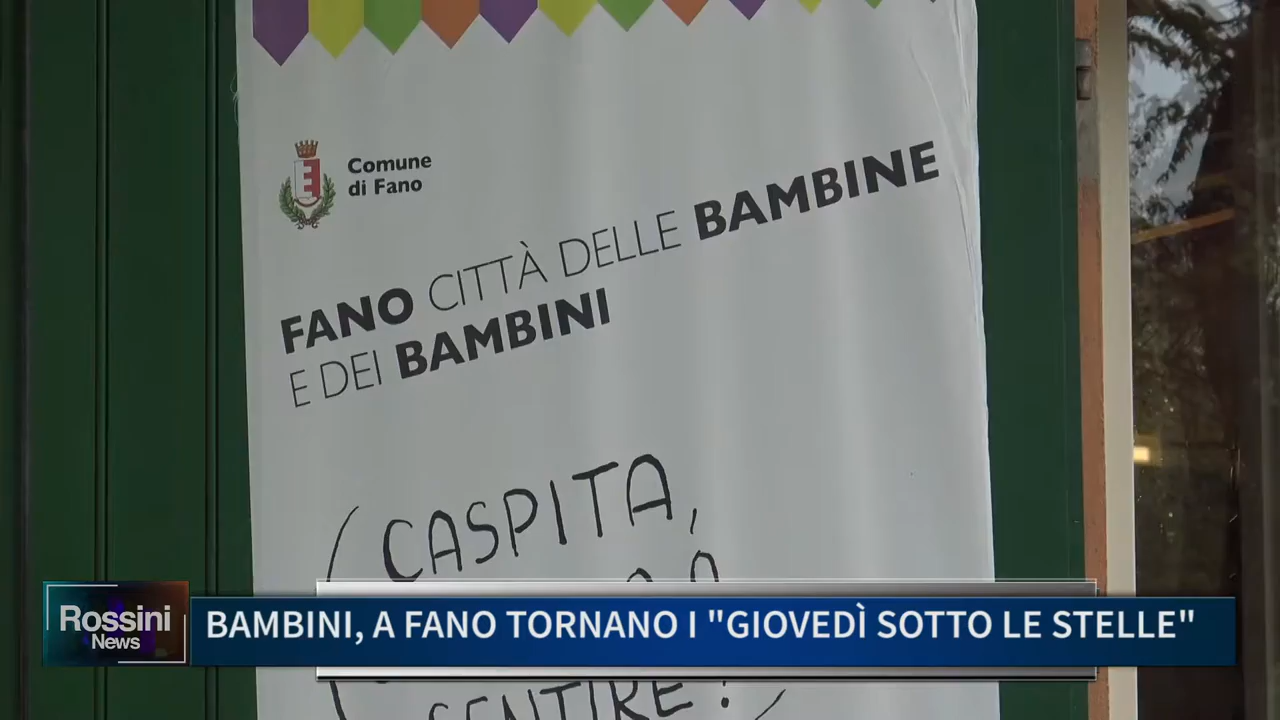 Comune
di Fano
FANO CITTÀ DELLE BAMBINE
E DEI BAMBINI
CASPITA,
SENTIRE!
Rossini
News
BAMBINI, A FANO TORNANO I "GIOVEDÌ SOTTO LE STELLE"